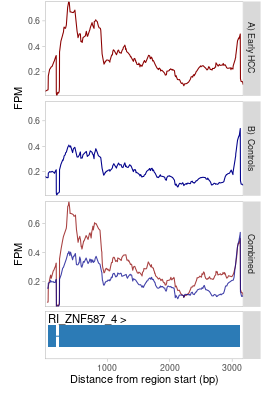 0.6
0.4
0.2
FPM
A) Early HCC
0.6
0.4
0.2
B) Controls
0.6
0.4
0.2
FPM
Combined
RI_ZNF587_4 >
0 1000 2000 3000
Distance from region start (bp)